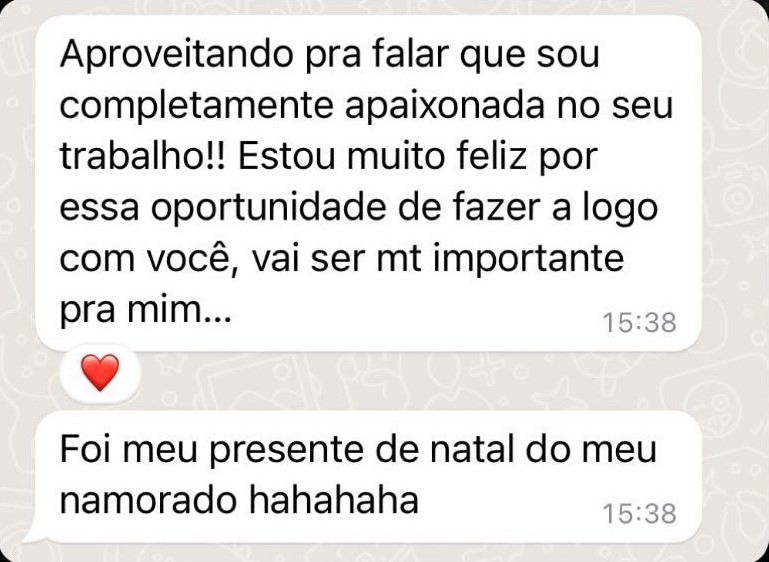 Aproveitando pra falar que sou
completamente apaixonada no seu
trabalho!! Estou muito feliz por
essa oportunidade de fazer a logo
com você, vai ser mt importante
pra mim...
15:38
❤️
Foi meu presente de natal do meu
namorado hahahaha
15:38